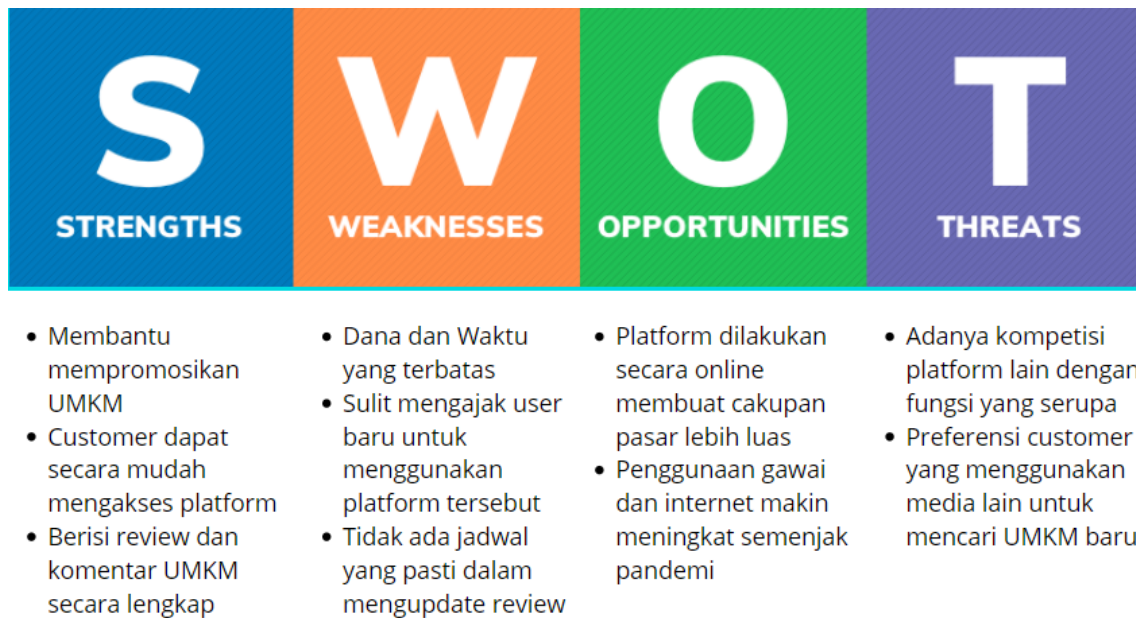 S
STRENGTHS
W
WEAKNESSES
O
OPPORTUNITIES
T
THREATS
• Membantu
mempromosikan
UMKM
• Customer dapat
secara mudah
mengakses platform
• Berisi review dan
komentar UMKM
secara lengkap
• Dana dan Waktu
yang terbatas
• Sulit mengajak user
baru untuk
menggunakan
platform tersebut
• Tidak ada jadwal
yang pasti dalam
mengupdate review
• Platform dilakukan
secara online
membuat cakupan
pasar lebih luas
• Penggunaan gawai
dan internet makin
meningkat semenjak
pandemi
• Adanya kompetisi
platform lain dengan
fungsi yang serupa
• Preferensi customer
yang menggunakan
media lain untuk
mencari UMKM baru